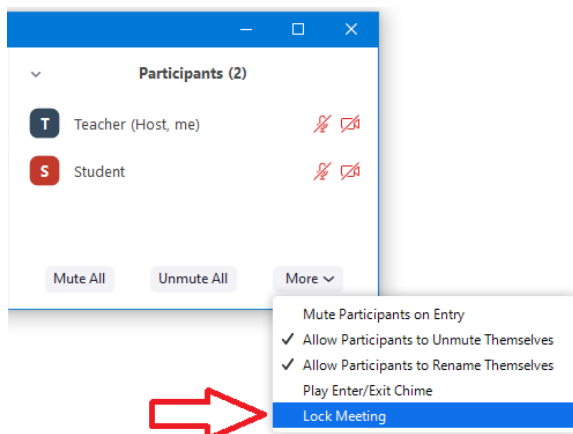 Participants (2)
T Teacher (Host, me)
S Student
Mute All Unmute All More
Mute Participants on Entry
✓ Allow Participants to Unmute Themselves
✓ Allow Participants to Rename Themselves
Play Enter/Exit Chime
Lock Meeting